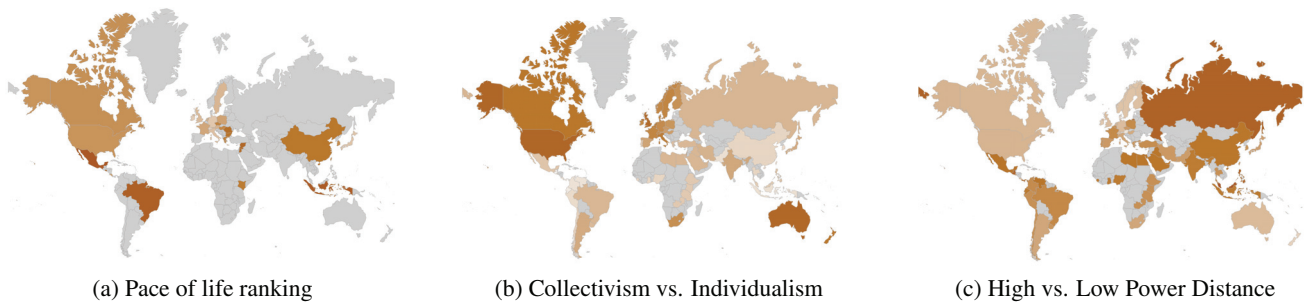 (a) Pace of life ranking
(b) Collectivism vs. Individualism
(c) High vs. Low Power Distance